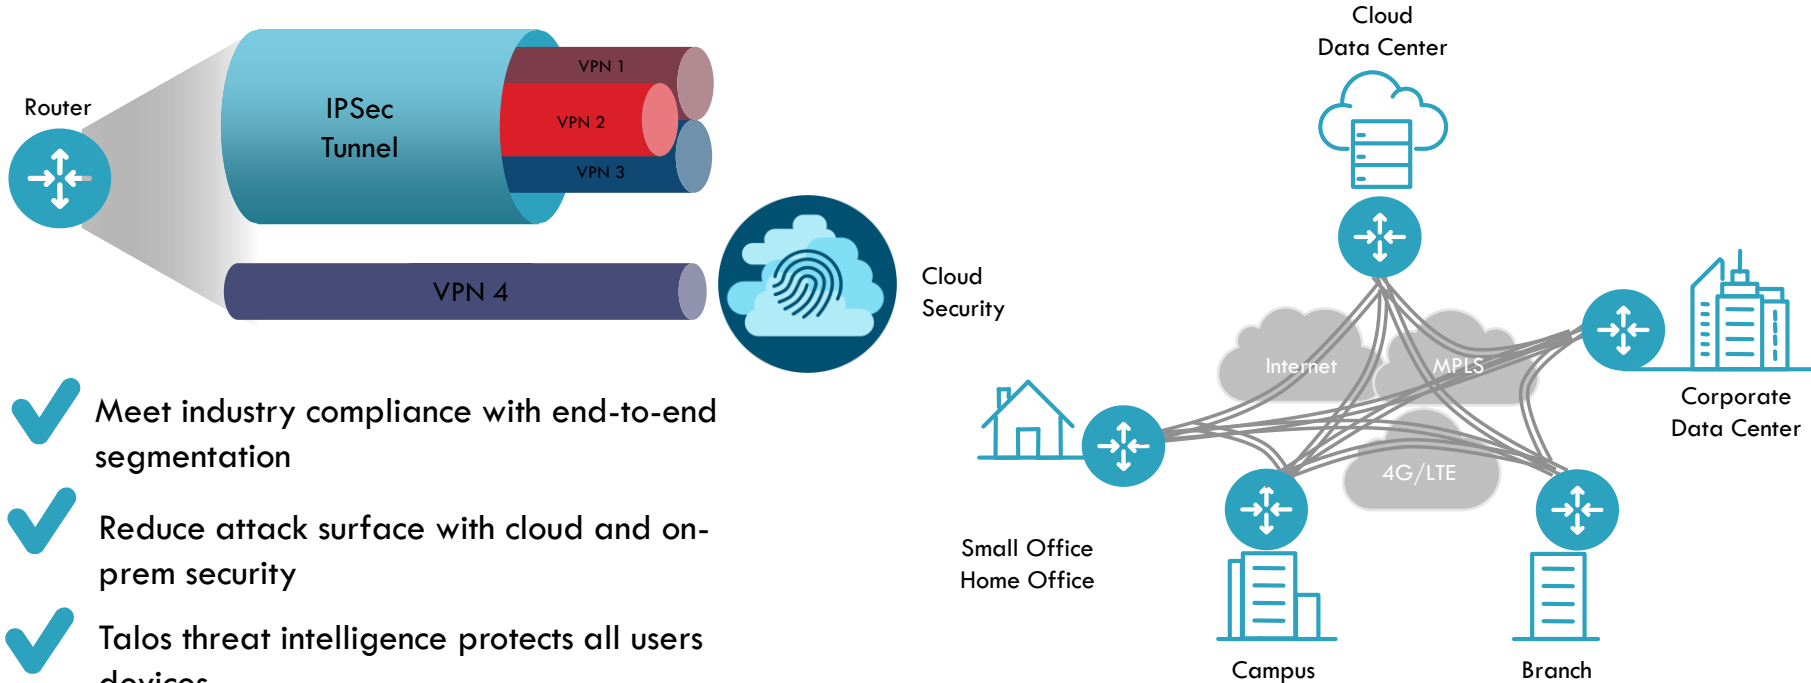 Router
IPSec
Tunnel
VPN 1
VPN 2
VPN 3
VPN 4
Cloud
Security
Meet industry compliance with end-to-end
segmentation
Reduce attack surface with cloud and on-
prem security
Talos threat intelligence protects all users
devices
Cloud
Data Center
Internet
MPLS
4G/LTE
Corporate
Data Center
Small Office
Home Office
Campus
Branch